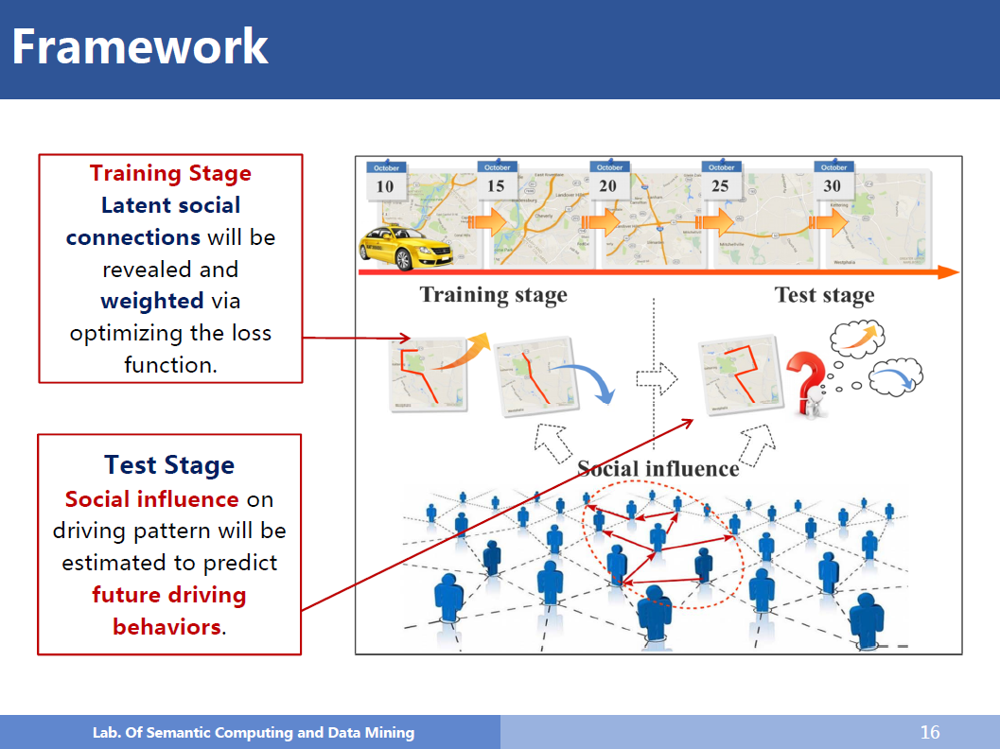 Framework
Training Stage
Latent social
connections will be
revealed and
weighted via
optimizing the loss
function.
Test Stage
Social influence on
driving pattern will be
estimated to predict
future driving
behaviors.
October
10
October
15
October
20
October
25
October
30
Training stage
Test stage
Social influence
Lab. Of Semantic Computing and Data Mining
16